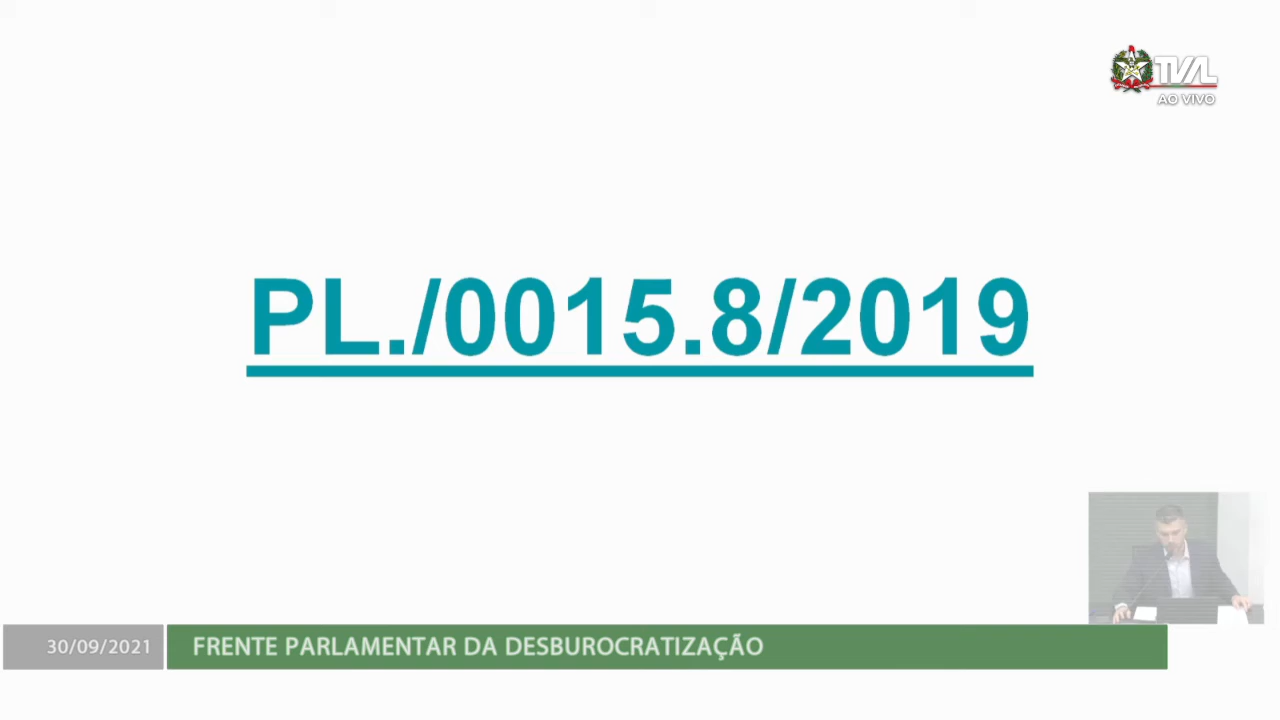 TVAL
AO VIVO
PL./0015.8/2019
30/09/2021
FRENTE PARLAMENTAR DA DESBUROCRATIZAÇÃO